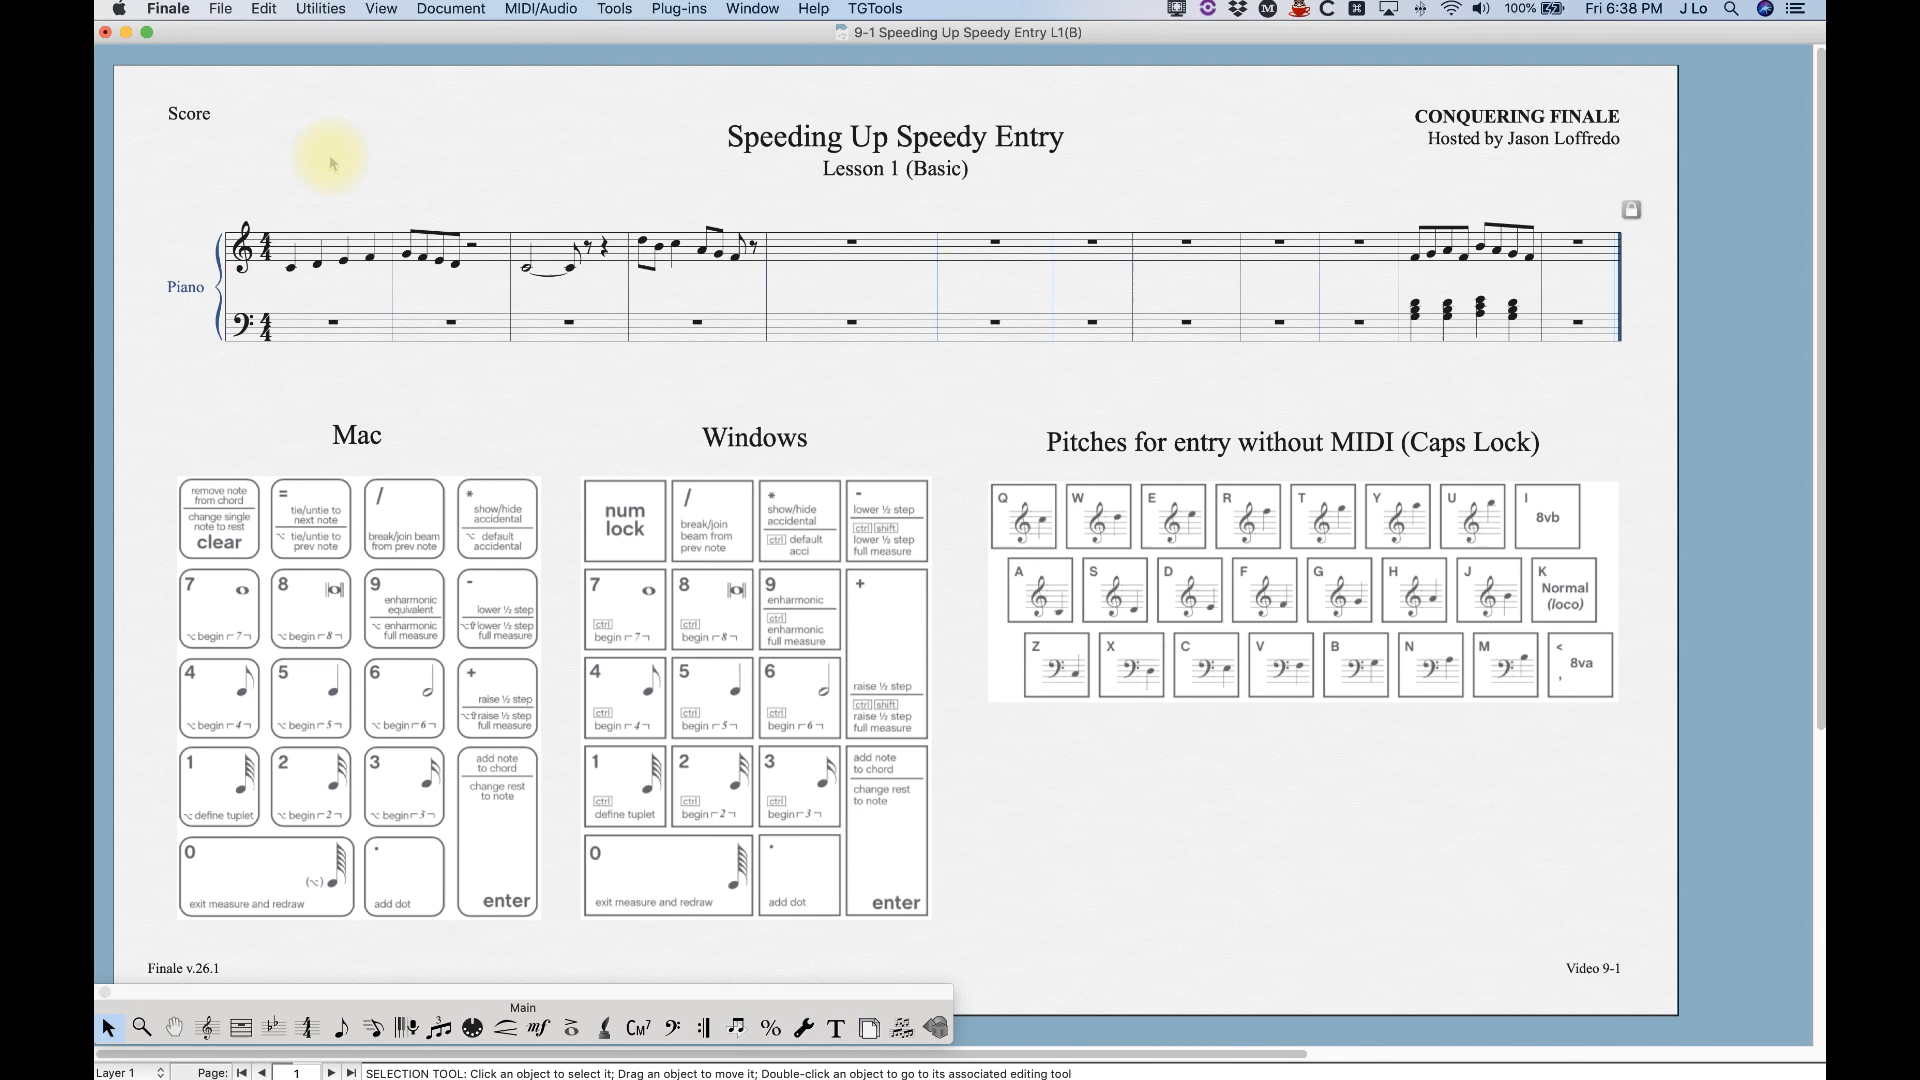 Finale File Edit Utilities View Document MIDI/Audio Tools Plug-ins Window Help TGTools 100% Fri 6:38 PM J Lo
9-1 Speeding Up Speedy Entry L1(B)
Score
CONQUERING FINALE
Hosted by Jason Loffredo
Speeding Up Speedy Entry
Lesson 1 (Basic)
Piano
Mac
Windows
Pitches for entry without MIDI (Caps Lock)
remove note
from chord
change single
note to rest
clear
=
tie/untie to
next note
⌥ tie/untie to
prev note
/
break/join beam
from prev note
*
show/hide
accidental
⌥ default
accidental
7
⌥ begin 7
8
⌥ begin 8
9
enharmonic
equivalent
⌥ enharmonic
full measure
-
lower ½ step
⌥⇧ lower ½ step
full measure
4
⌥ begin 4
5
⌥ begin 5
6
⌥ begin 6
+
raise ½ step
⌥⇧ raise ½ step
full measure
1
⌥ define tuplet
2
⌥ begin 2
3
⌥ begin 3
add note
to chord
change rest
to note
enter
0
(⌥)
exit measure and redraw
.
add dot
num
lock
/
break/join
beam from
prev note
*
show/hide
accidental
ctrl default
acci
-
lower ½ step
ctrl shift
lower ½ step
full measure
7
ctrl
begin 7
8
ctrl
begin 8
9
enharmonic
ctrl
enharmonic
full measure
+
raise ½ step
ctrl shift
raise ½ step
full measure
4
ctrl
begin 4
5
ctrl
begin 5
6
ctrl
begin 6
1
ctrl
define tuplet
2
ctrl
begin 2
3
ctrl
begin 3
add note
to chord
change rest
to note
enter
0
exit measure and redraw
.
add dot
Q W E R T Y U I
8vb
A S D F G H J K
Normal
(loco)
Z X C V B N M <
8va
,
Finale v.26.1
Video 9-1
Main
mf CM7 % T
Layer 1 Page: 1 SELECTION TOOL: Click an object to select it; Drag an object to move it; Double-click an object to go to its associated editing tool